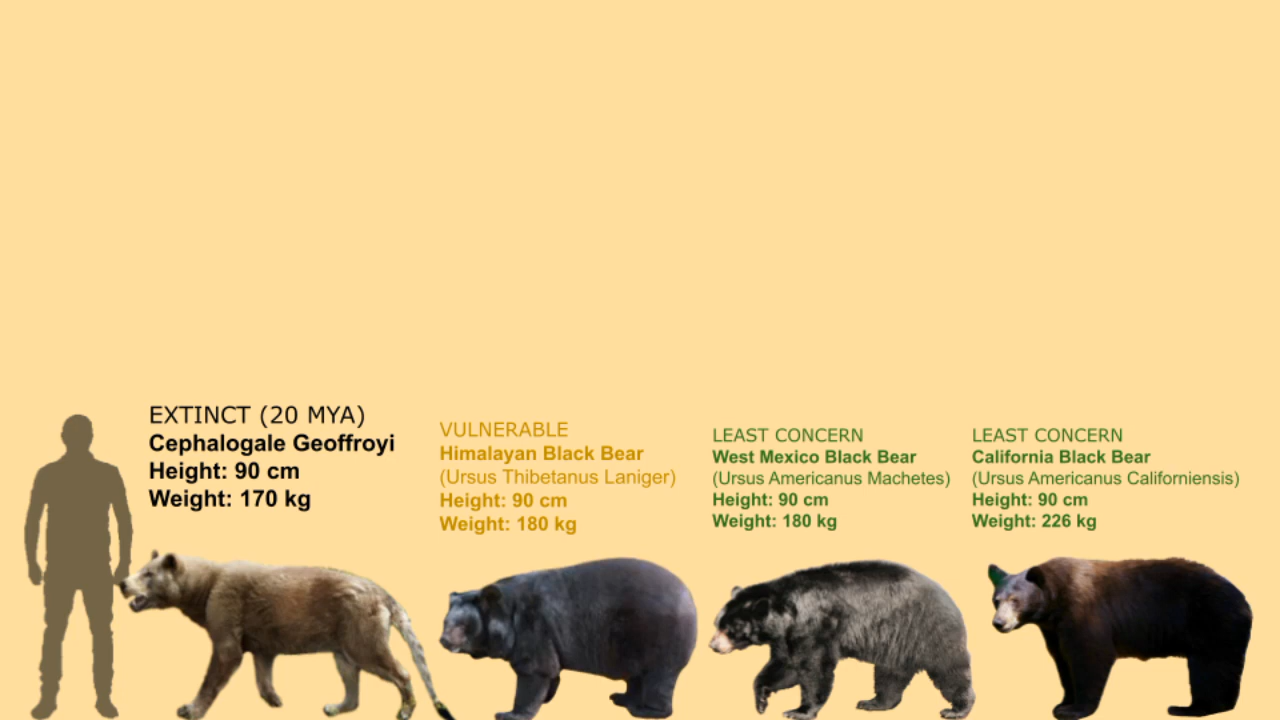 EXTINCT (20 MYA)
Cephalogale Geoffroyi
Height: 90 cm
Weight: 170 kg
VULNERABLE
Himalayan Black Bear
(Ursus Thibetanus Laniger)
Height: 90 cm
Weight: 180 kg
LEAST CONCERN
West Mexico Black Bear
(Ursus Americanus Machetes)
Height: 90 cm
Weight: 180 kg
LEAST CONCERN
California Black Bear
(Ursus Americanus Californiensis)
Height: 90 cm
Weight: 226 kg